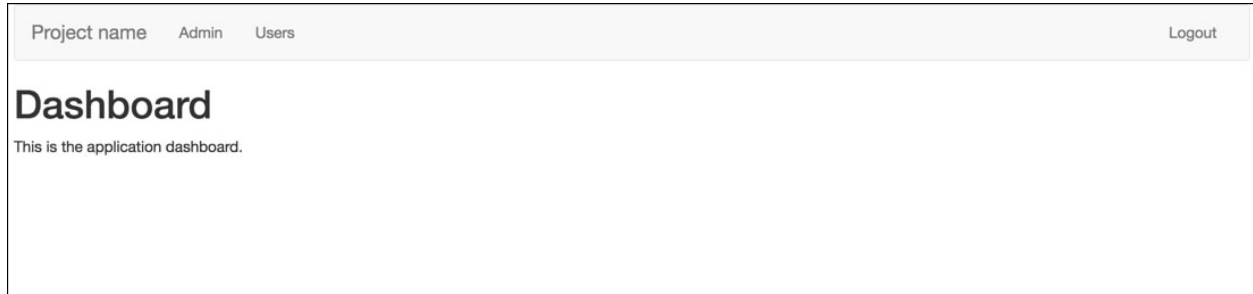 Project name Admin Users Logout
Dashboard
This is the application dashboard.